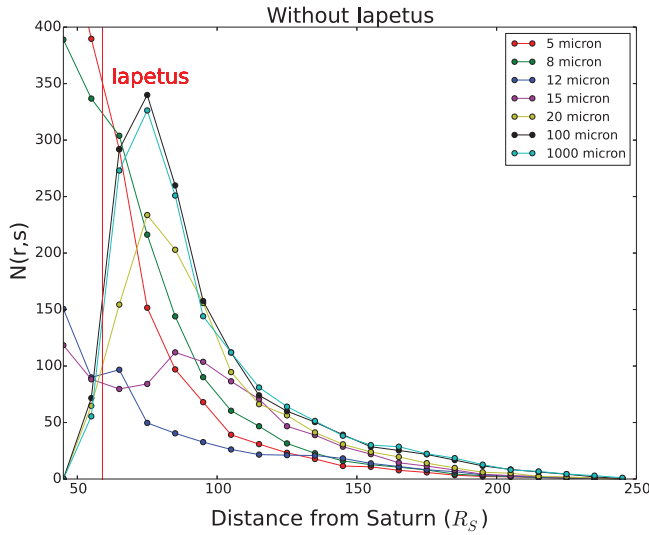 Without Iapetus
400
350
300
250
200
150
100
50
0
N(r,s)
Iapetus
5 micron
8 micron
12 micron
15 micron
20 micron
100 micron
1000 micron
50
100
150
200
250
Distance from Saturn (R_S)